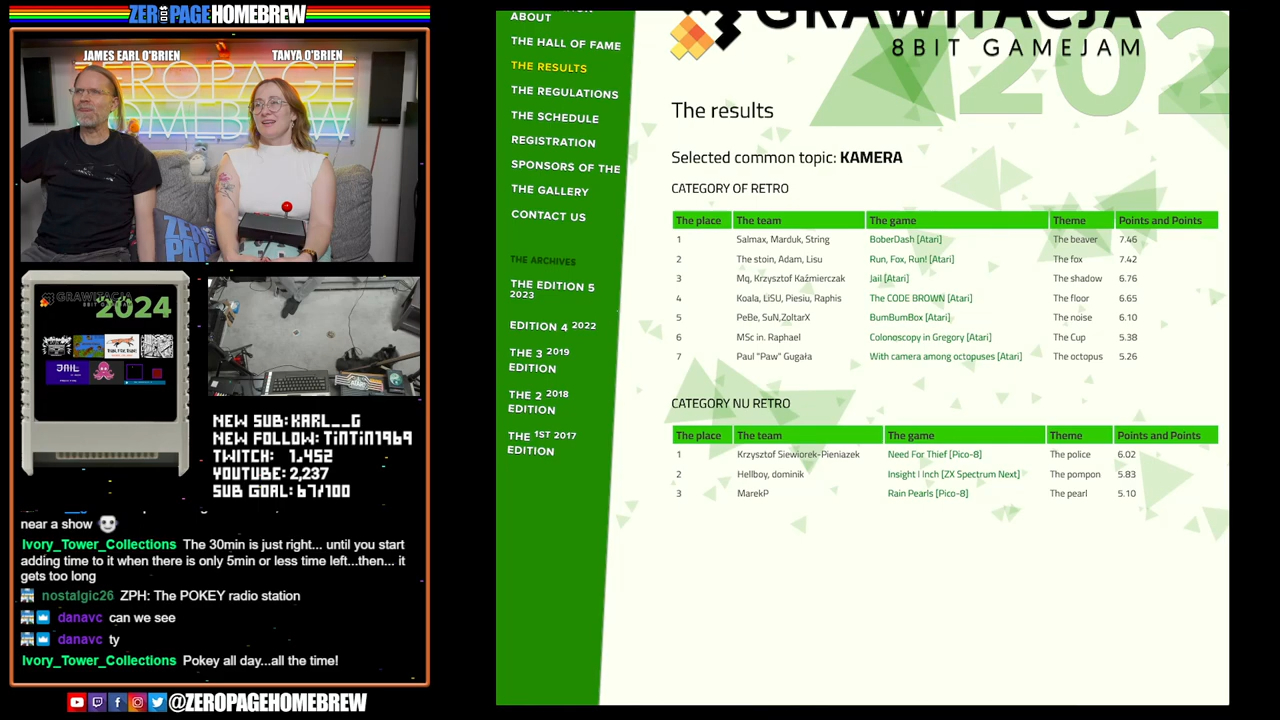 ZEROPAGEHOMEBREW
JAMES EARL O'BRIEN
TANYA O'BRIEN
GRAWITACJA
8BIT GAMEJAM
2024
JAIL
NEW SUB: KARL__G
NEW FOLLOW: TINTIN1969
TWITCH: 1,452
YOUTUBE: 2,237
SUB GOAL: 67/100
near a show
Ivory_Tower_Collections The 30min is just right... until you start
adding time to it when there is only 5min or less time left...then... it
gets too long
nostalgic26 ZPH: The POKEY radio station
danavc can we see
danavc ty
Ivory_Tower_Collections Pokey all day...all the time!
@ZEROPAGEHOMEBREW
ABOUT
THE HALL OF FAME
THE RESULTS
THE REGULATIONS
THE SCHEDULE
REGISTRATION
SPONSORS OF THE
THE GALLERY
CONTACT US
THE ARCHIVES
THE EDITION 5
2023
EDITION 4 2022
THE 3 2019
EDITION
THE 2 2018
EDITION
THE 1ST 2017
EDITION
GRAWITACJA
8BIT GAMEJAM
202
The results
Selected common topic: KAMERA
CATEGORY OF RETRO
The place The team The game Theme Points and Points
1 Salmax, Marduk, String BoberDash [Atari] The beaver 7.46
2 The stoin, Adam, Lisu Run, Fox, Run! [Atari] The fox 7.42
3 Mq, Krzysztof Kaźmierczak Jail [Atari] The shadow 6.76
4 Koala, LiSU, Piesiu, Raphis The CODE BROWN [Atari] The floor 6.65
5 PeBe, SuN,ZoltarX BumBumBox [Atari] The noise 6.10
6 MSc in. Raphael Colonoscopy in Gregory [Atari] The Cup 5.38
7 Paul "Paw" Gugała With camera among octopuses [Atari] The octopus 5.26
CATEGORY NU RETRO
The place The team The game Theme Points and Points
1 Krzysztof Siewiorek-Pieniazek Need For Thief [Pico-8] The police 6.02
2 Hellboy, dominik Insight I Inch [ZX Spectrum Next] The pompon 5.83
3 MarekP Rain Pearls [Pico-8] The pearl 5.10